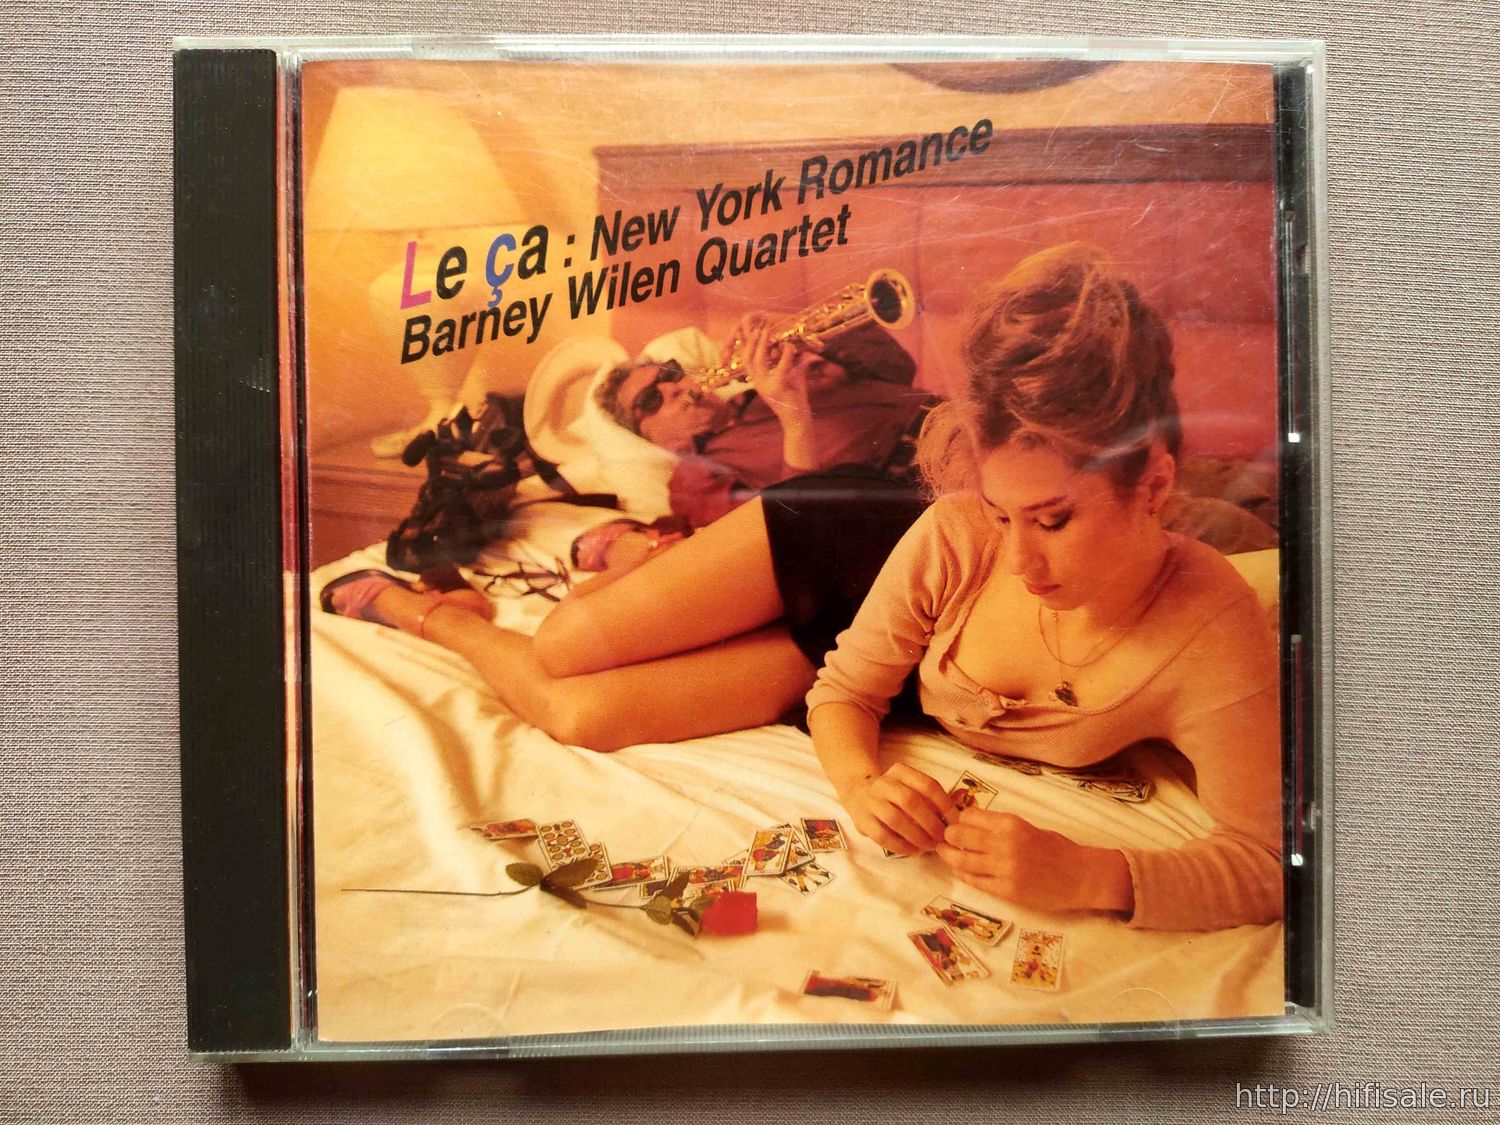 Le ça : New York Romance
Barney Wilen Quartet
http://hifisale.ru